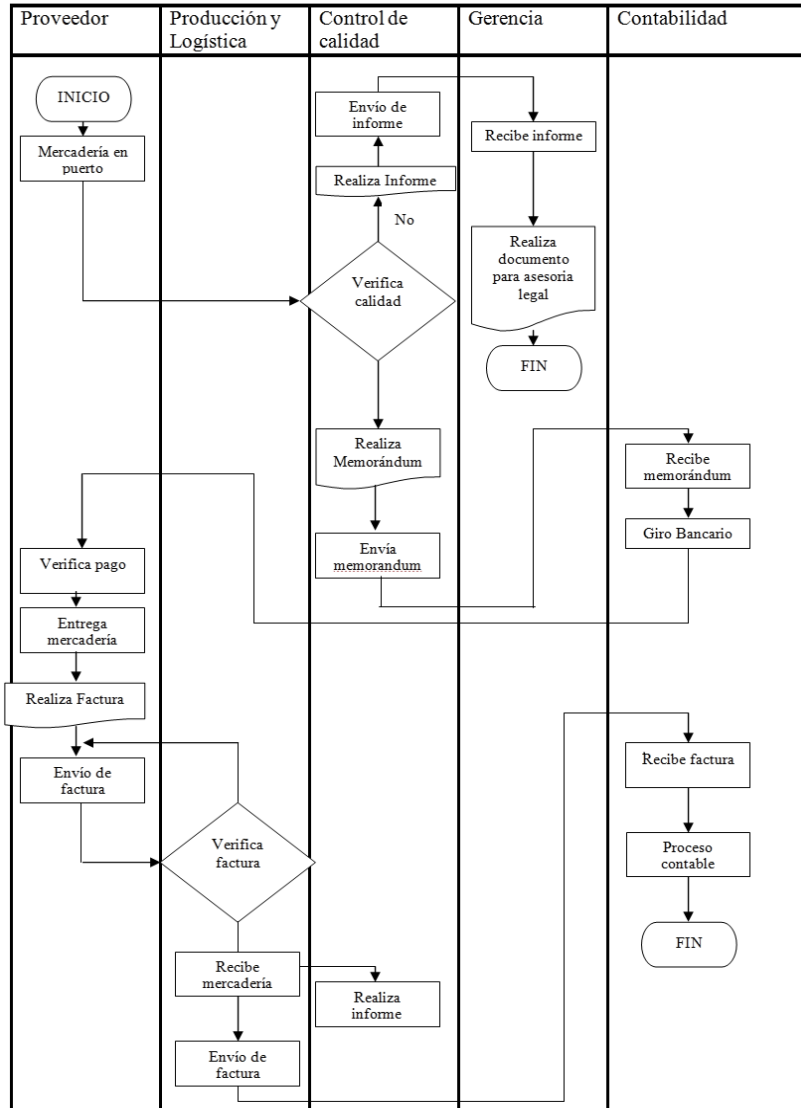 Proveedor
Producción y
Logística
Control de
calidad
Gerencia
Contabilidad
INICIO
Mercadería en
puerto
Envío de
informe
Realiza Informe
No
Verifica
calidad
Recibe informe
Realiza
documento
para asesoria
legal
FIN
Realiza
Memorándum
Envía
memorandum
Recibe
memorándum
Giro Bancario
Verifica pago
Entrega
mercadería
Realiza Factura
Envío de
factura
Verifica
factura
Recibe
mercadería
Realiza
informe
Envío de
factura
Recibe factura
Proceso
contable
FIN